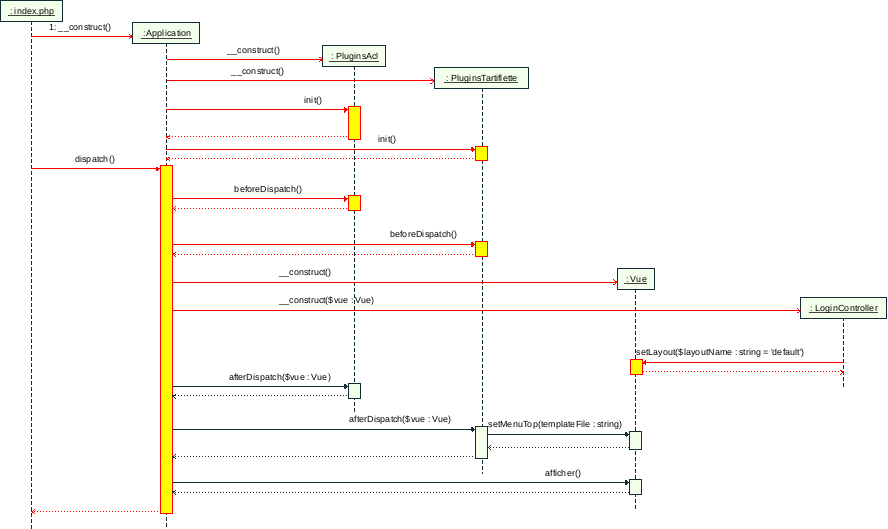 : index.php
1: __construct()
:Application
__construct()
: PluginsAcl
__construct()
: PluginsTartiflette
init()
init()
dispatch()
beforeDispatch()
beforeDispatch()
__construct()
: Vue
__construct($vue : Vue)
: LoginController
setLayout($layoutName : string = 'default')
afterDispatch($vue : Vue)
afterDispatch($vue : Vue)
setMenuTop(templateFile : string)
afficher()